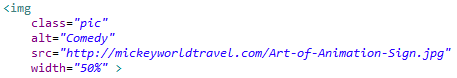 <img
class="pic"
alt="Comedy"
src="http://mickeyworldtravel.com/Art-of-Animation-Sign.jpg"
width="50%" >